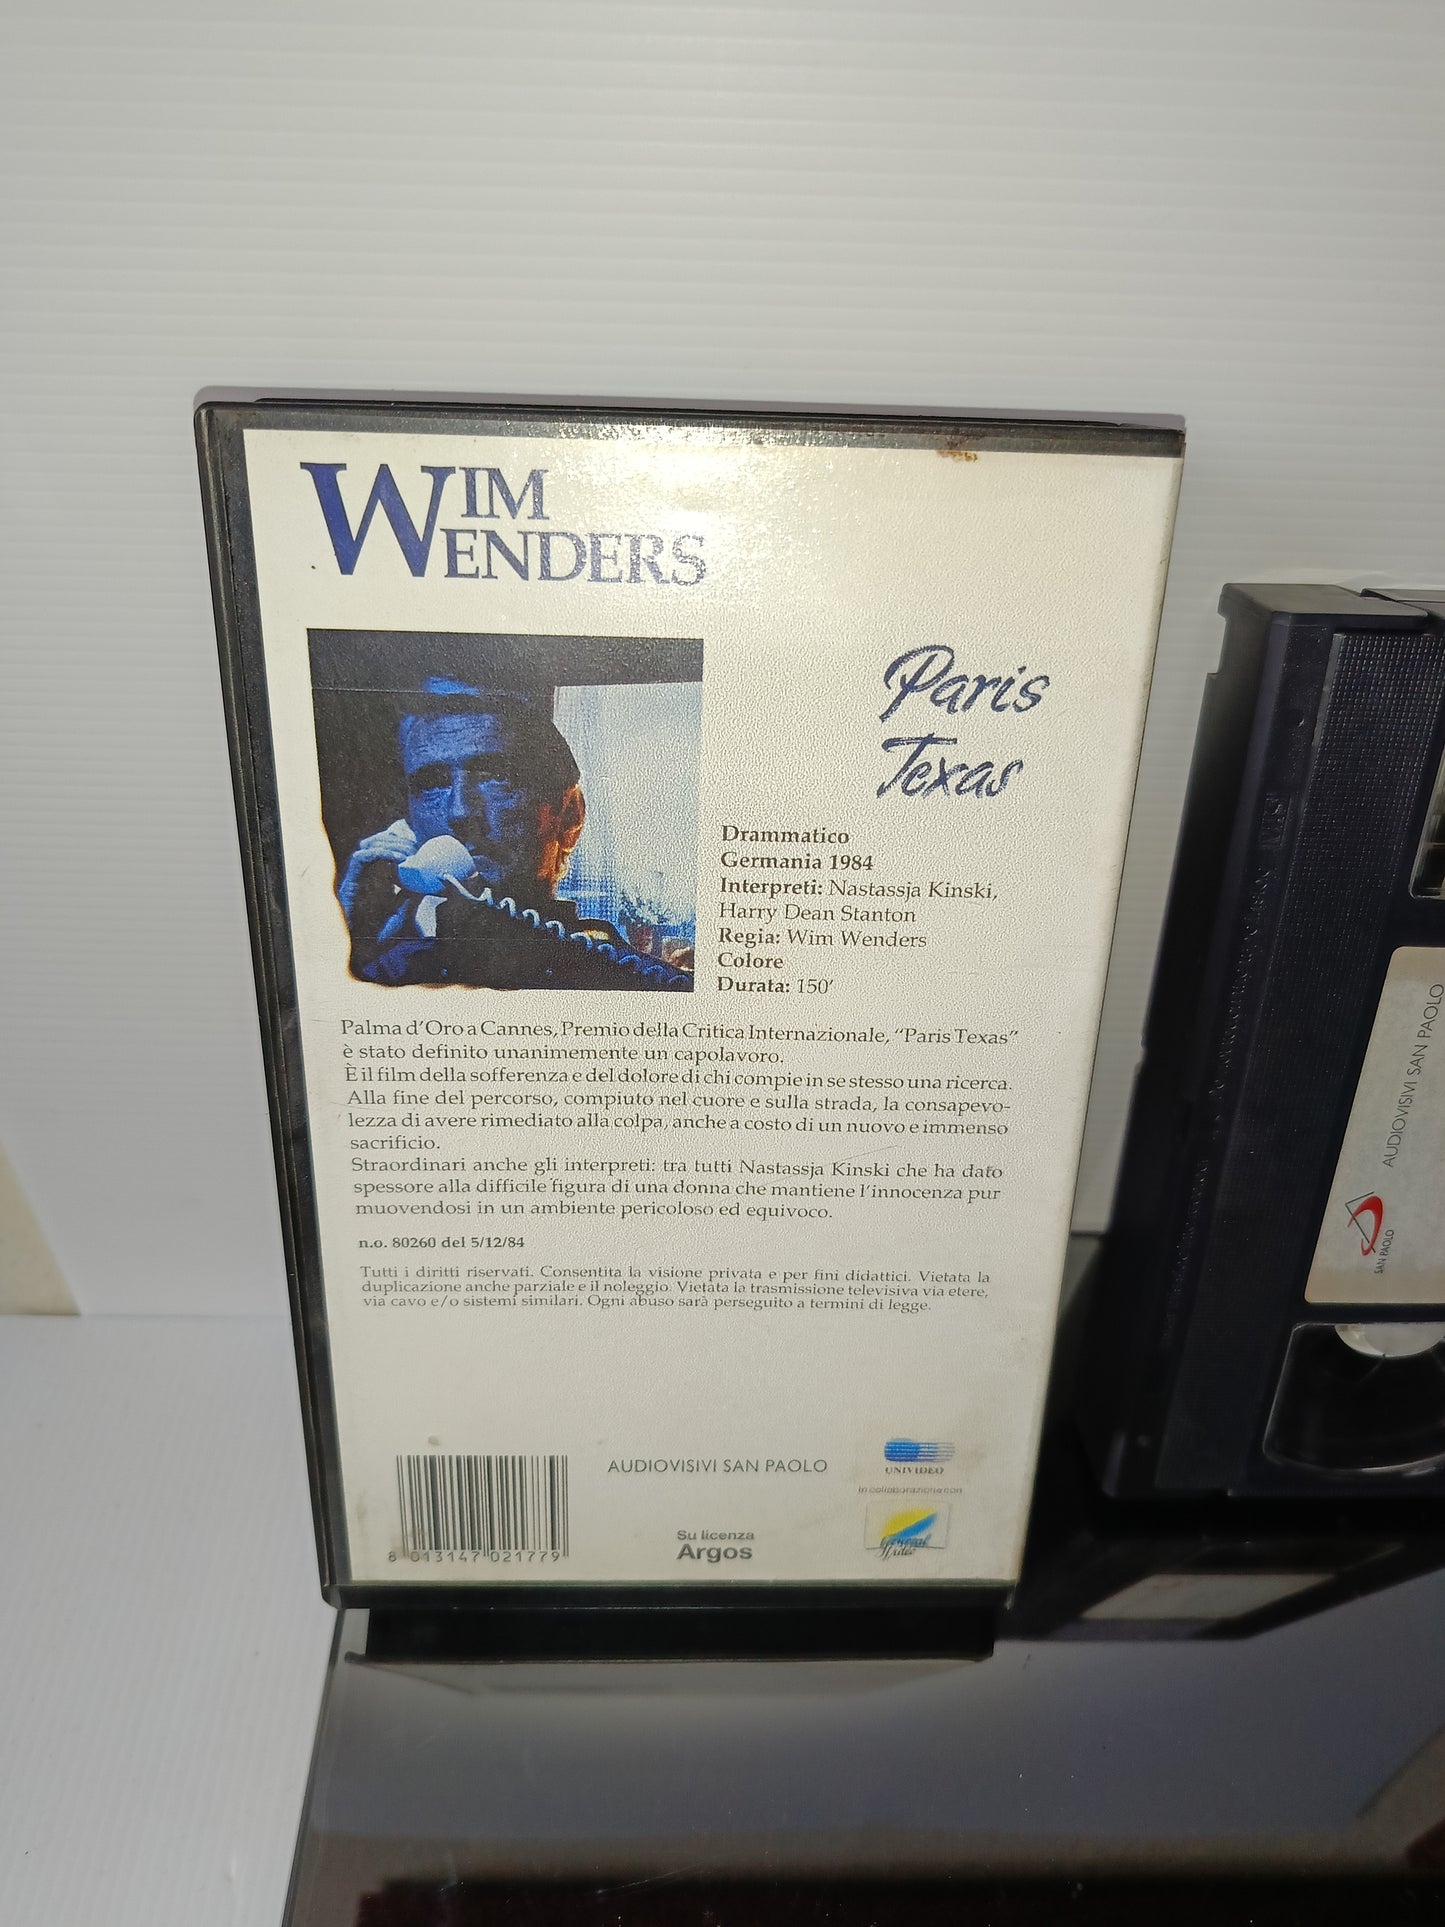 WIM
WENDERS
Paris
Texas
Drammatico
Germania 1984
Interpreti: Nastassja Kinski,
Harry Dean Stanton
Regia: Wim Wenders
Colore
Durata: 150'
Palma d'Oro a Cannes, Premio della Critica Internazionale, "Paris Texas"
è stato definito unanimemente un capolavoro.
È il film della sofferenza e del dolore di chi compie in se stesso una ricerca.
Alla fine del percorso, compiuto nel cuore e sulla strada, la consapevo-
lezza di avere rimediato alla colpa, anche a costo di un nuovo e immenso
sacrificio.
Straordinari anche gli interpreti: tra tutti Nastassja Kinski che ha dato
spessore alla difficile figura di una donna che mantiene l'innocenza pur
muovendosi in un ambiente pericoloso ed equivoco.
n.o. 80260 del 5/12/84
Tutti i diritti riservati. Consentita la visione privata e per fini didattici. Vietata la
duplicazione anche parziale e il noleggio. Vietata la trasmissione televisiva via etere,
via cavo e/o sistemi similari. Ogni abuso sarà perseguito a termini di legge.
8 013147 021779
AUDIOVISIVI SAN PAOLO
Su licenza
Argos
UNIVIDEO
in collaborazione con
General
Video
AUDIOVISIVI SAN PAOLO
SAN PAOLO